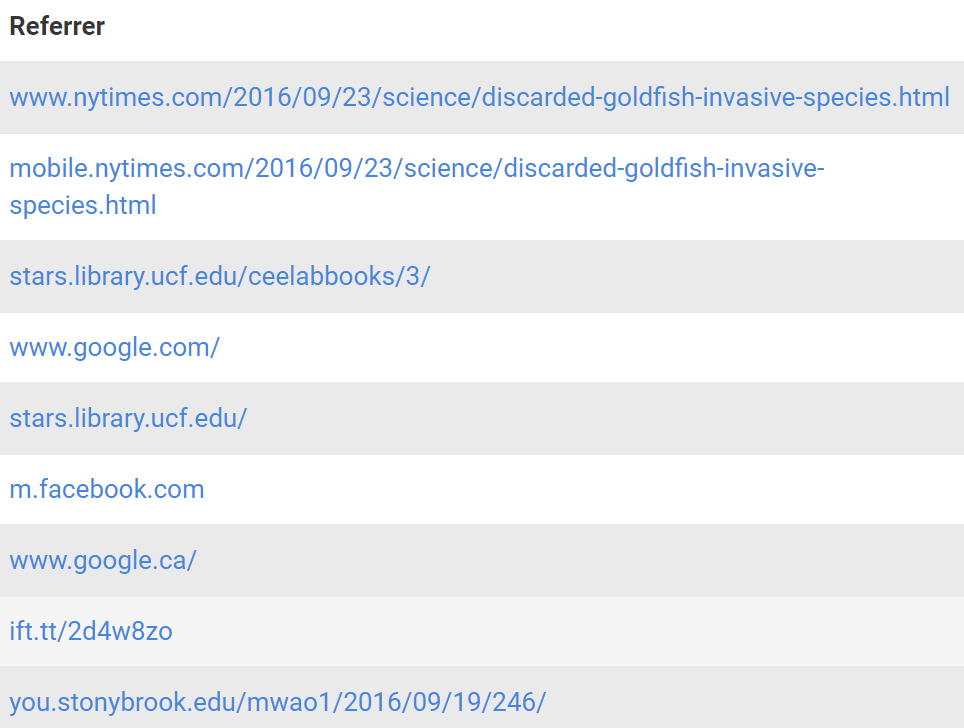 Referrer
www.nytimes.com/2016/09/23/science/discarded-goldfish-invasive-species.html
mobile.nytimes.com/2016/09/23/science/discarded-goldfish-invasive-
species.html
stars.library.ucf.edu/ceelabbooks/3/
www.google.com/
stars.library.ucf.edu/
m.facebook.com
www.google.ca/
ift.tt/2d4w8zo
you.stonybrook.edu/mwao1/2016/09/19/246/